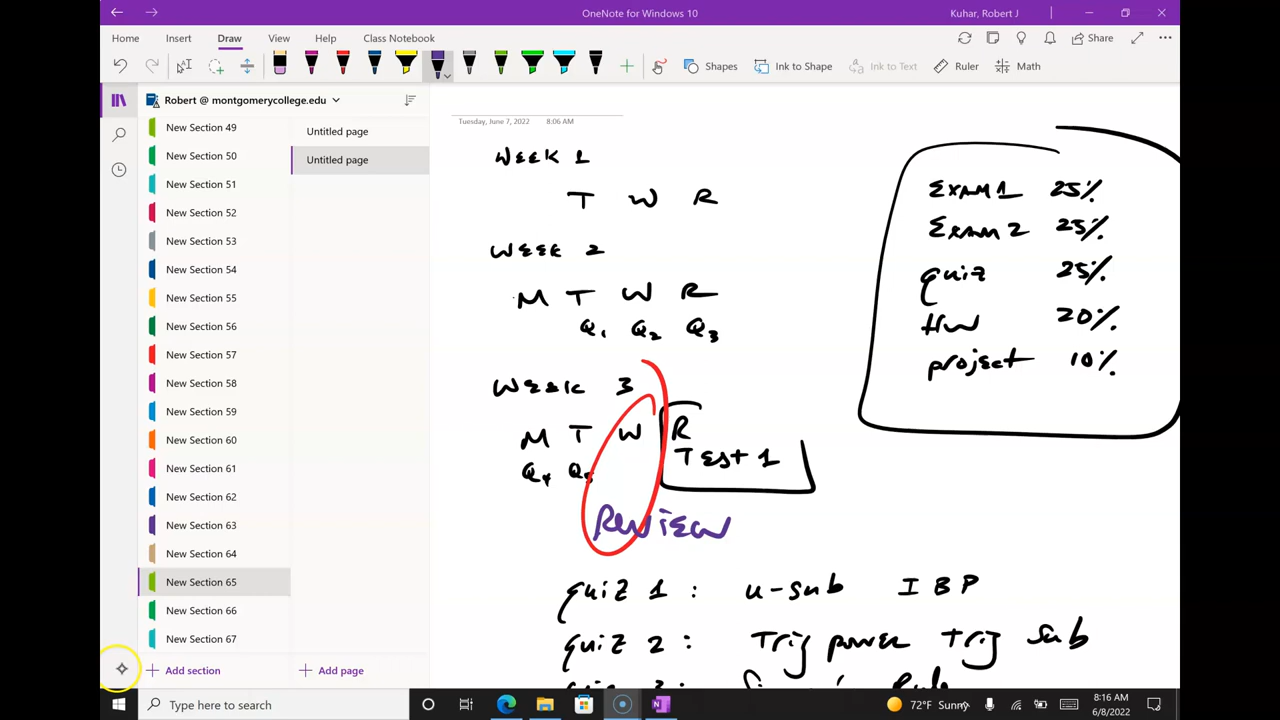 OneNote for Windows 10
Kuhar, Robert J
Home Insert Draw View Help Class Notebook
Share
Shapes Ink to Shape Ink to Text Ruler Math
Robert @ montgomerycollege.edu
New Section 49
New Section 50
New Section 51
New Section 52
New Section 53
New Section 54
New Section 55
New Section 56
New Section 57
New Section 58
New Section 59
New Section 60
New Section 61
New Section 62
New Section 63
New Section 64
New Section 65
New Section 66
New Section 67
Add section
Untitled page
Untitled page
Add page
Tuesday, June 7, 2022 8:06 AM
WEEK 1
T W R
WEEK 2
M T W R
Q1 Q2 Q3
WEEK 3
M T W R
Q4 Q5
Test 1
Review
quiz 1 : u-sub IBP
quiz 2 : Trig power Trig Sub
Exam 1 25%
Exam 2 25%
quiz 25%
HW 20%
project 10%
Type here to search
72°F Sunny
8:16 AM
6/8/2022